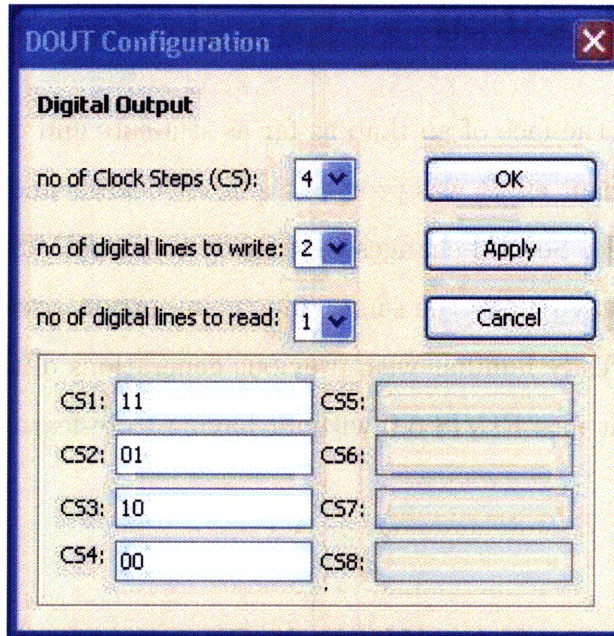 DOUT Configuration
Digital Output
no of Clock Steps (CS): 4 OK
no of digital lines to write: 2 Apply
no of digital lines to read: 1 Cancel
CS1: 11 CS5:
CS2: 01 CS6:
CS3: 10 CS7:
CS4: 00 CS8: